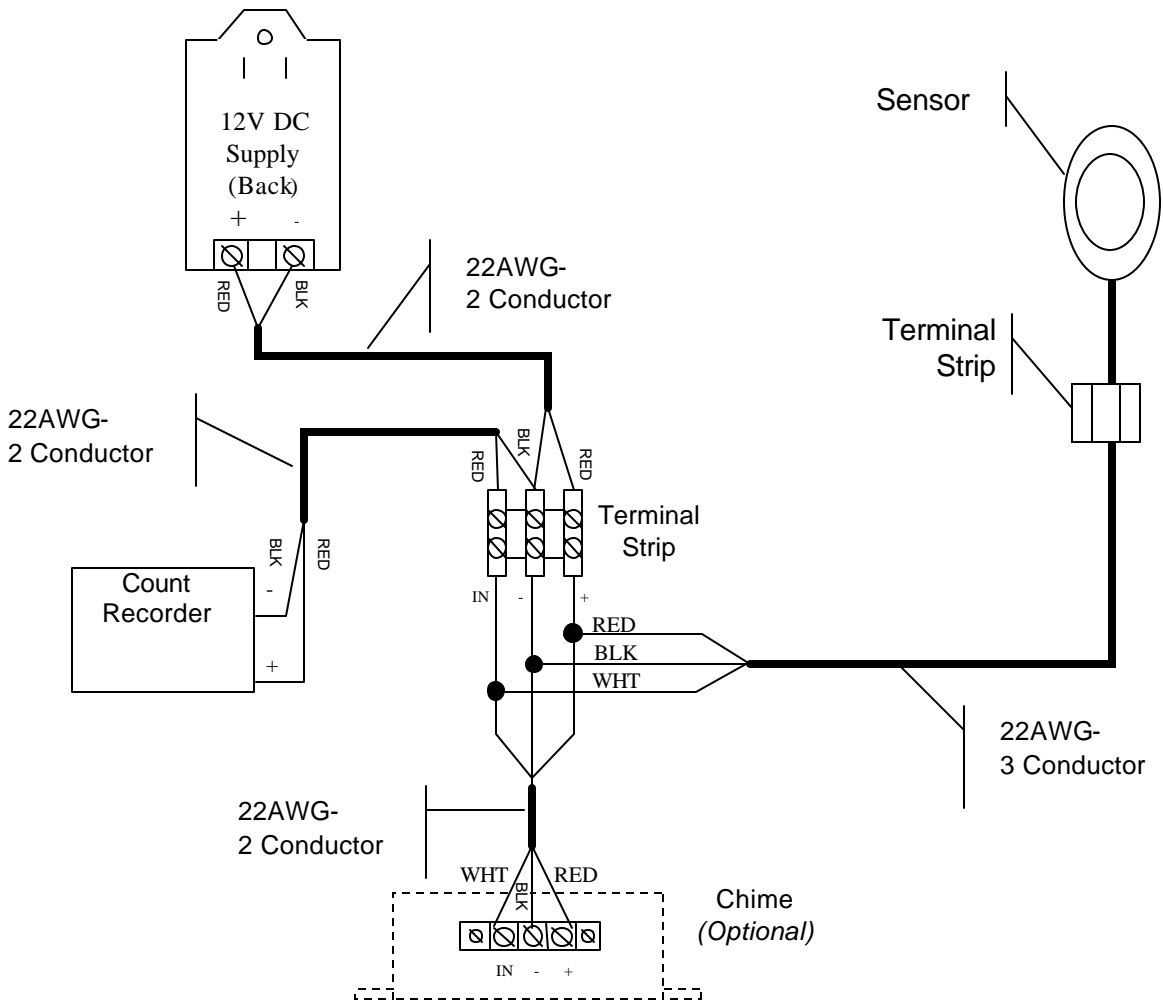 12V DC
Supply
(Back)
+ -
RED BLK
Sensor
22AWG-
2 Conductor
Terminal
Strip
22AWG-
2 Conductor
RED BLK RED
Terminal
Strip
BLK RED
Count
Recorder
-
+
IN - +
RED
BLK
WHT
22AWG-
3 Conductor
22AWG-
2 Conductor
WHT BLK RED
Chime
(Optional)
IN - +